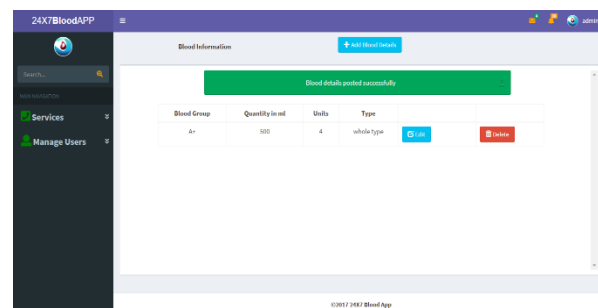 24X7BloodAPP
admin
Blood Information
+ Add Blood Details
Search...
MAIN NAVIGATION
Blood details posted successfully
Services
Manage Users
Blood Group Quantity in ml Units Type
A+ 500 4 whole type Edit Delete
©2017 24X7 Blood App